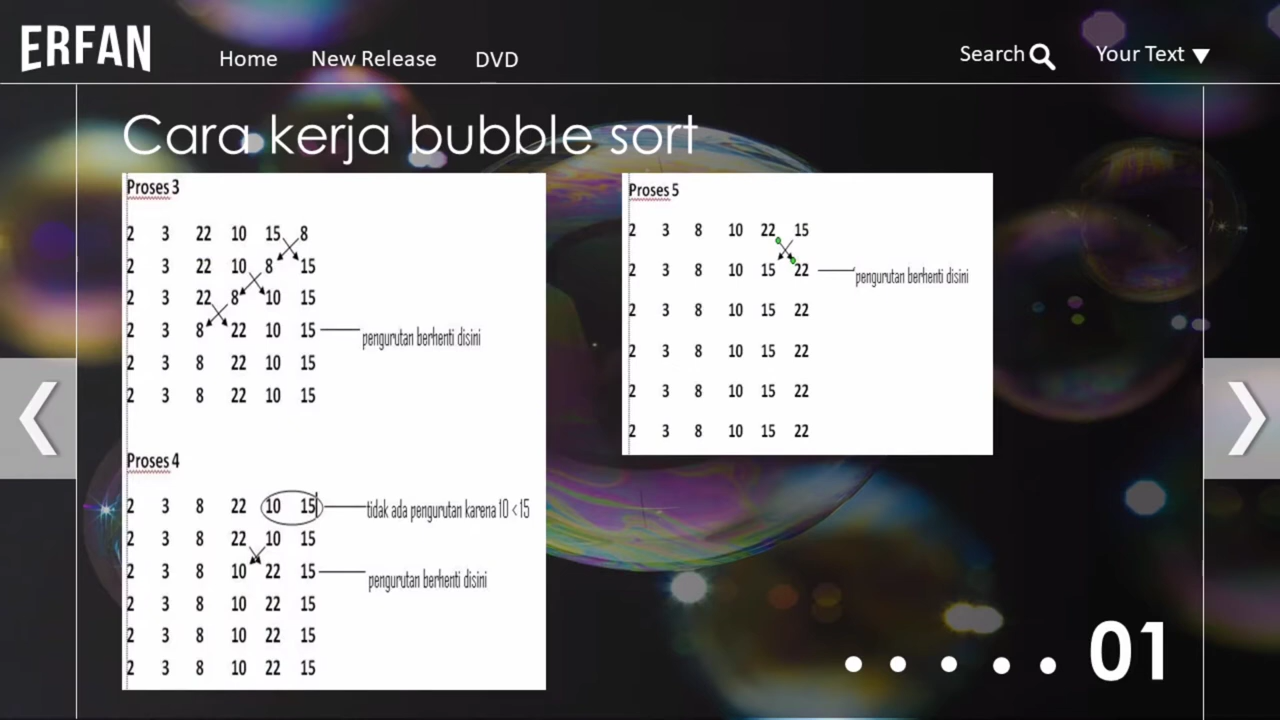 ERFAN
Home New Release DVD
Search Your Text
Cara kerja bubble sort
Proses 3
2 3 22 10 15 8
2 3 22 10 8 15
2 3 22 8 10 15
2 3 8 22 10 15 pengurutan berhenti disini
2 3 8 22 10 15
2 3 8 22 10 15
Proses 4
2 3 8 22 10 15 tidak ada pengurutan karena 10 < 15
2 3 8 22 10 15
2 3 8 10 22 15 pengurutan berhenti disini
2 3 8 10 22 15
2 3 8 10 22 15
2 3 8 10 22 15
Proses 5
2 3 8 10 22 15
2 3 8 10 15 22 pengurutan berhenti disini
2 3 8 10 15 22
2 3 8 10 15 22
2 3 8 10 15 22
2 3 8 10 15 22
01